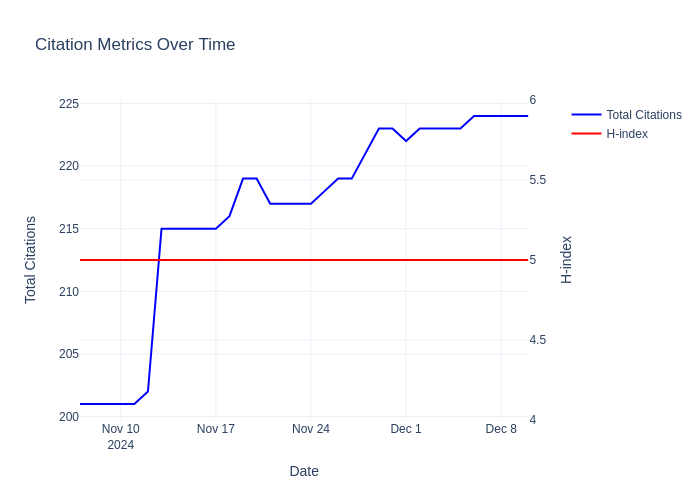 Citation Metrics Over Time
Total Citations
H-index
225
220
215
210
205
200
6
5.5
5
4.5
4
Total Citations
H-index
Nov 10
2024
Nov 17
Nov 24
Dec 1
Dec 8
Date